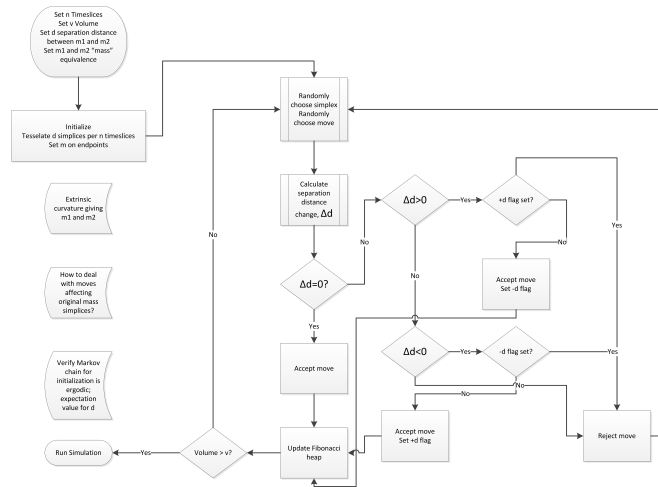 Set n Timeslices
Set v Volume
Set d separation distance
between m1 and m2
Set m1 and m2 "mass"
equivalence
Initialize
Tesselate d simplices per n timeslices
Set m on endpoints
Extrinsic
curvature giving
m1 and m2
How to deal
with moves
affecting
original mass
simplices?
Verify Markov
chain for
initialization is
ergodic;
expectation
value for d
Run Simulation
Yes
Volume > v?
No
Randomly
choose simplex
Randomly
choose move
Calculate
separation
distance
change, Δd
Δd=0?
No
Yes
Accept move
Update Fibonacci
heap
Δd>0
Yes
+d flag set?
Yes
No
No
Accept move
Set -d flag
Δd<0
Yes
-d flag set?
Yes
No
No
Accept move
Set +d flag
Reject move